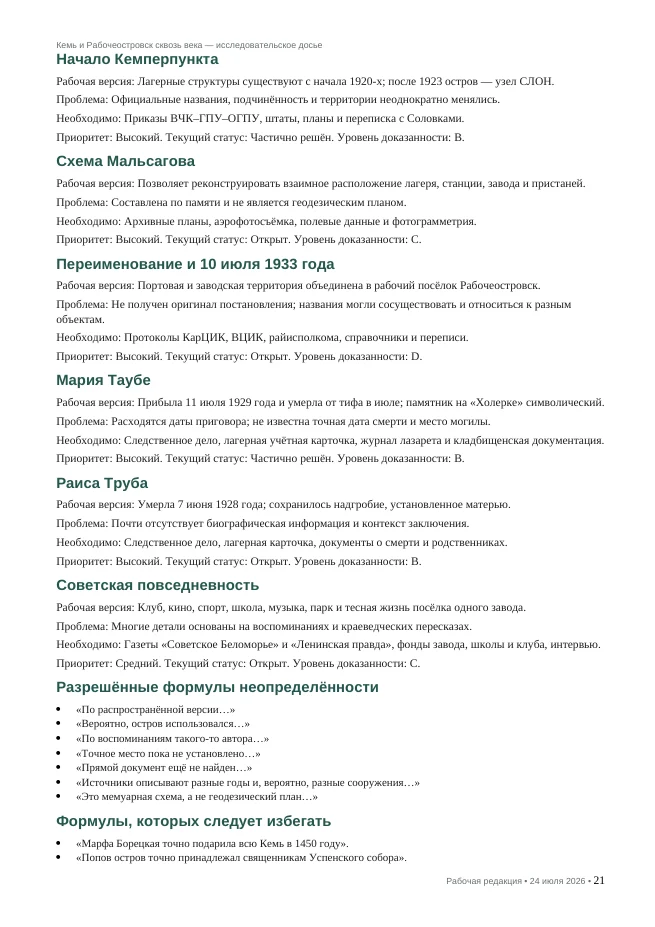 Кемь и Рабочеостровск сквозь века — исследовательское досье
Начало Кемперпункта
Рабочая версия: Лагерные структуры существуют с начала 1920-х; после 1923 остров — узел СЛОН.
Проблема: Официальные названия, подчинённость и территории неоднократно менялись.
Необходимо: Приказы ВЧК–ГПУ–ОГПУ, штаты, планы и переписка с Соловками.
Приоритет: Высокий. Текущий статус: Частично решён. Уровень доказанности: B.
Схема Мальсагова
Рабочая версия: Позволяет реконструировать взаимное расположение лагеря, станции, завода и пристаней.
Проблема: Составлена по памяти и не является геодезическим планом.
Необходимо: Архивные планы, аэрофотосъёмка, полевые данные и фотограмметрия.
Приоритет: Высокий. Текущий статус: Открыт. Уровень доказанности: C.
Переименование и 10 июля 1933 года
Рабочая версия: Портовая и заводская территория объединена в рабочий посёлок Рабочеостровск.
Проблема: Не получен оригинал постановления; названия могли сосуществовать и относиться к разным
объектам.
Необходимо: Протоколы КарЦИК, ВЦИК, райисполкома, справочники и переписи.
Приоритет: Высокий. Текущий статус: Открыт. Уровень доказанности: D.
Мария Таубе
Рабочая версия: Прибыла 11 июля 1929 года и умерла от тифа в июле; памятник на «Холерке» символический.
Проблема: Расходятся даты приговора; не известна точная дата смерти и место могилы.
Необходимо: Следственное дело, лагерная учётная карточка, журнал лазарета и кладбищенская документация.
Приоритет: Высокий. Текущий статус: Частично решён. Уровень доказанности: B.
Раиса Труба
Рабочая версия: Умерла 7 июня 1928 года; сохранилось надгробие, установленное матерью.
Проблема: Почти отсутствует биографическая информация и контекст заключения.
Необходимо: Следственное дело, лагерная карточка, документы о смерти и родственниках.
Приоритет: Высокий. Текущий статус: Открыт. Уровень доказанности: B.
Советская повседневность
Рабочая версия: Клуб, кино, спорт, школа, музыка, парк и тесная жизнь посёлка одного завода.
Проблема: Многие детали основаны на воспоминаниях и краеведческих пересказах.
Необходимо: Газеты «Советское Беломорье» и «Ленинская правда», фонды завода, школы и клуба, интервью.
Приоритет: Средний. Текущий статус: Открыт. Уровень доказанности: C.
Разрешённые формулы неопределённости
• «По распространённой версии…»
• «Вероятно, остров использовался…»
• «По воспоминаниям такого-то автора…»
• «Точное место пока не установлено…»
• «Прямой документ ещё не найден…»
• «Источники описывают разные годы и, вероятно, разные сооружения…»
• «Это мемуарная схема, а не геодезический план…»
Формулы, которых следует избегать
• «Марфа Борецкая точно подарила всю Кемь в 1450 году».
• «Попов остров точно принадлежал священникам Успенского собора».
Рабочая редакция • 24 июля 2026 • 21